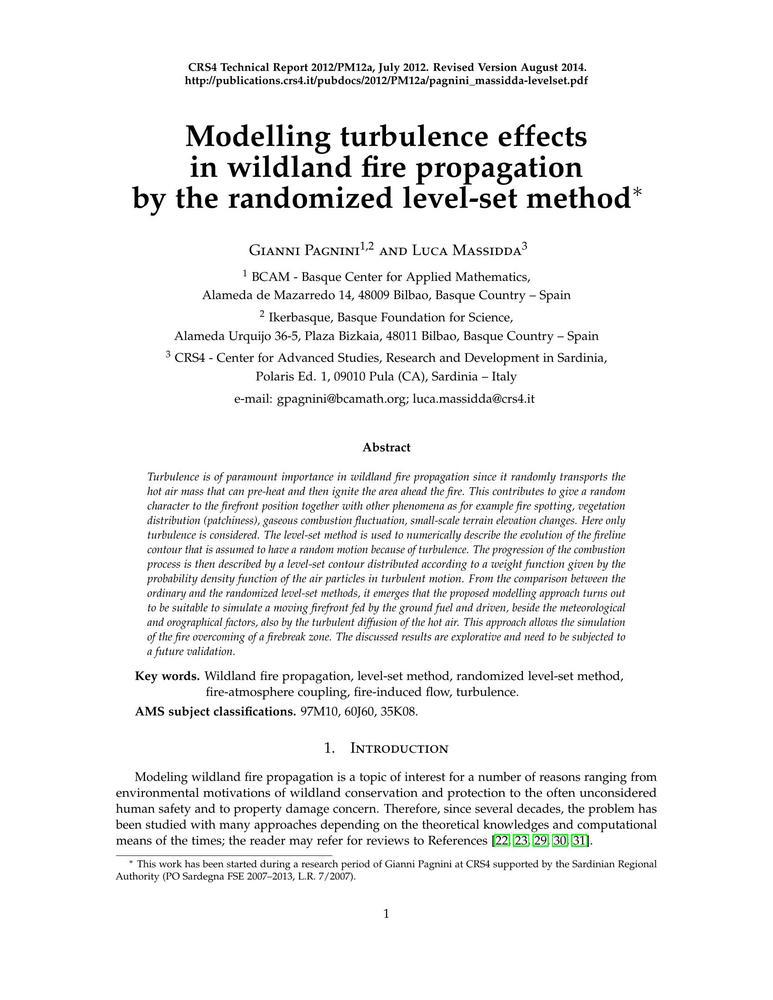 CRS4 Technical Report 2012/PM12a, July 2012. Revised Version August 2014.
http://publications.crs4.it/pubdocs/2012/PM12a/pagnini_massidda-levelset.pdf
Modelling turbulence effects
in wildland fire propagation
by the randomized level-set method*
Gianni Pagnini1,2 and Luca Massidda3
1 BCAM - Basque Center for Applied Mathematics,
Alameda de Mazarredo 14, 48009 Bilbao, Basque Country – Spain
2 Ikerbasque, Basque Foundation for Science,
Alameda Urquijo 36-5, Plaza Bizkaia, 48011 Bilbao, Basque Country – Spain
3 CRS4 - Center for Advanced Studies, Research and Development in Sardinia,
Polaris Ed. 1, 09010 Pula (CA), Sardinia – Italy
e-mail: gpagnini@bcamath.org; luca.massidda@crs4.it
Abstract
Turbulence is of paramount importance in wildland fire propagation since it randomly transports the
hot air mass that can pre-heat and then ignite the area ahead the fire. This contributes to give a random
character to the firefront position together with other phenomena as for example fire spotting, vegetation
distribution (patchiness), gaseous combustion fluctuation, small-scale terrain elevation changes. Here only
turbulence is considered. The level-set method is used to numerically describe the evolution of the fireline
contour that is assumed to have a random motion because of turbulence. The progression of the combustion
process is then described by a level-set contour distributed according to a weight function given by the
probability density function of the air particles in turbulent motion. From the comparison between the
ordinary and the randomized level-set methods, it emerges that the proposed modelling approach turns out
to be suitable to simulate a moving firefront fed by the ground fuel and driven, beside the meteorological
and orographical factors, also by the turbulent diffusion of the hot air. This approach allows the simulation
of the fire overcoming of a firebreak zone. The discussed results are explorative and need to be subjected to
a future validation.
Key words. Wildland fire propagation, level-set method, randomized level-set method,
fire-atmosphere coupling, fire-induced flow, turbulence.
AMS subject classifications. 97M10, 60J60, 35K08.
1. Introduction
Modeling wildland fire propagation is a topic of interest for a number of reasons ranging from
environmental motivations of wildland conservation and protection to the often unconsidered
human safety and to property damage concern. Therefore, since several decades, the problem has
been studied with many approaches depending on the theoretical knowledges and computational
means of the times; the reader may refer for reviews to References [22, 23, 29, 30, 31].
* This work has been started during a research period of Gianni Pagnini at CRS4 supported by the Sardinian Regional
Authority (PO Sardegna FSE 2007–2013, L.R. 7/2007).
1